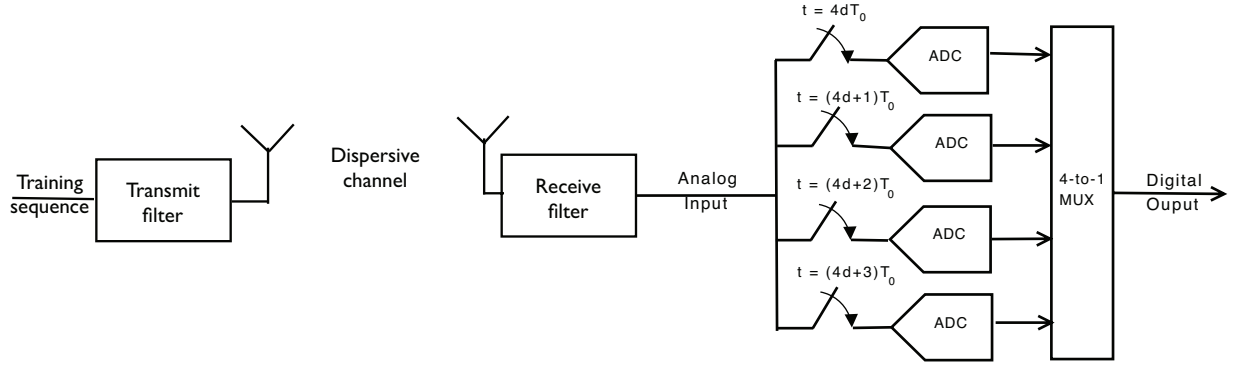 Training
sequence
Transmit
filter
Dispersive
channel
Receive
filter
Analog
Input
t = 4dT0
ADC
t = (4d+1)T0
ADC
t = (4d+2)T0
ADC
t = (4d+3)T0
ADC
4-to-1
MUX
Digital
Ouput